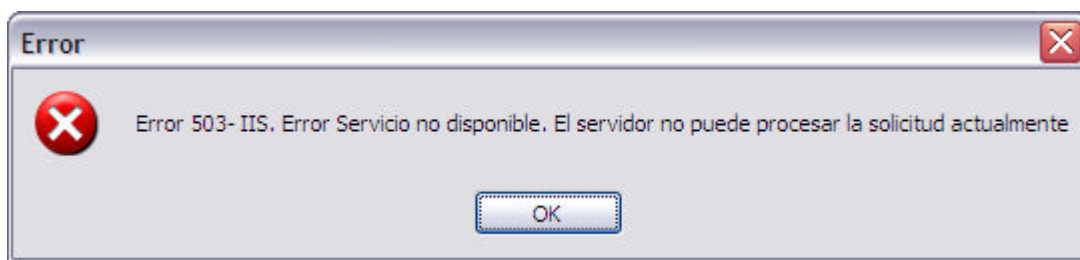 Error
Error 503- IIS. Error Servicio no disponible. El servidor no puede procesar la solicitud actualmente
OK